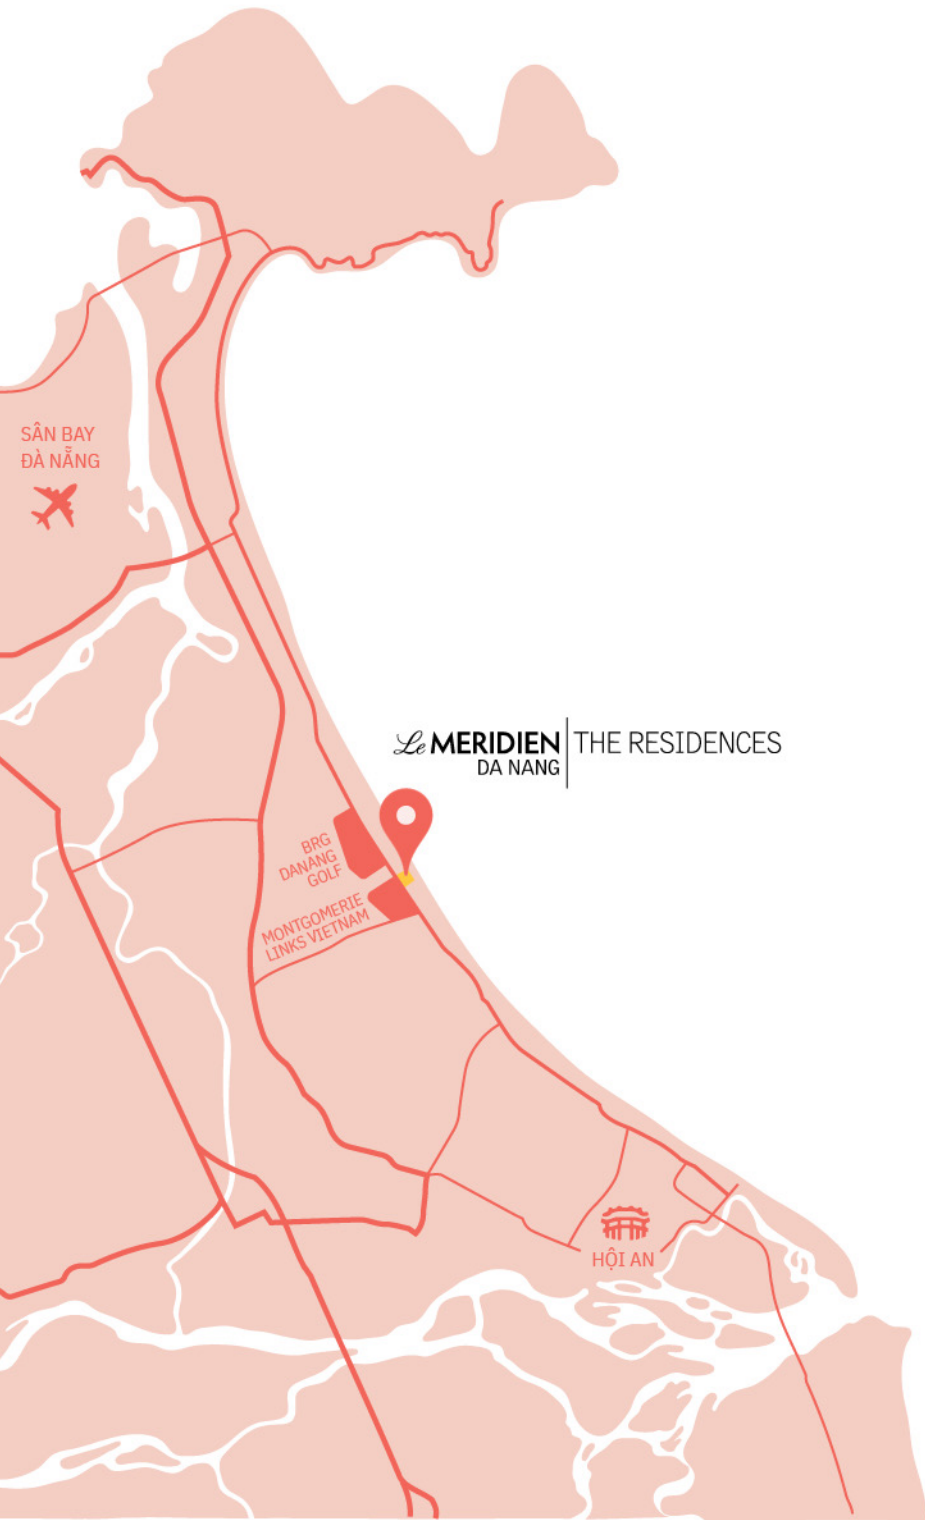 SÂN BAY
ĐÀ NẴNG
Le MERIDIEN
DA NANG
THE RESIDENCES
BRG
DANANG
GOLF
MONTGOMERIE
LINKS VIETNAM
HỘI AN